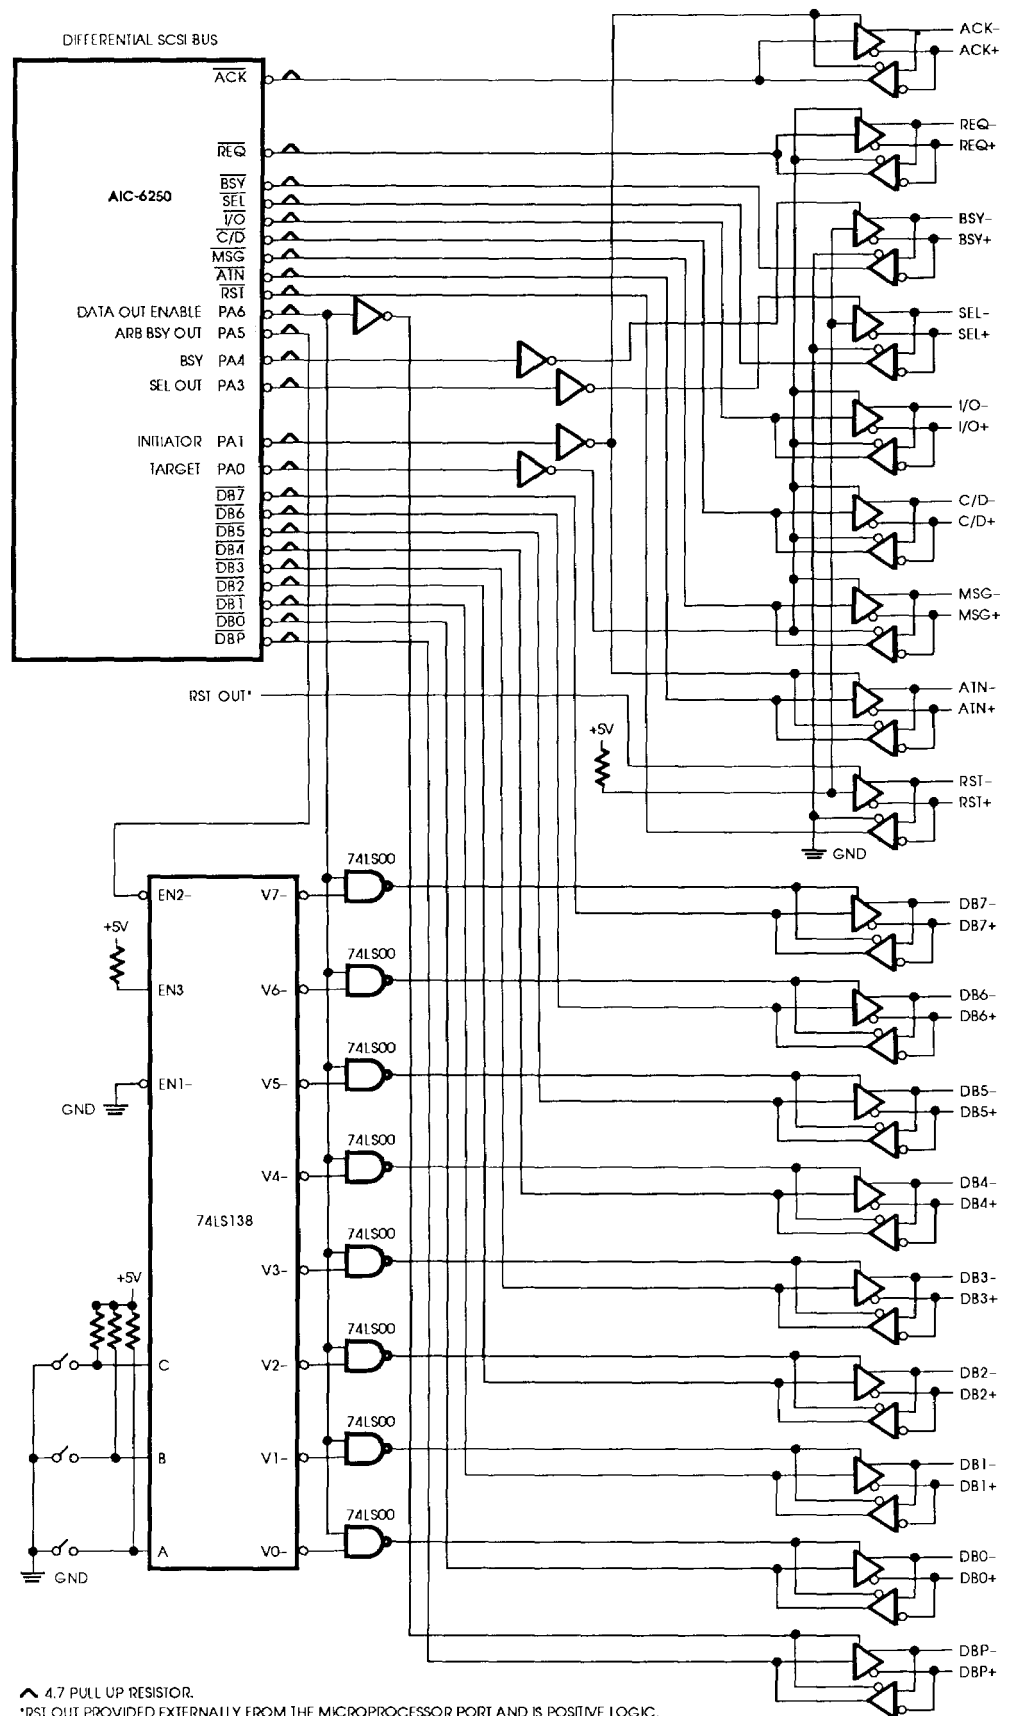 DIFFERENTIAL SCSI BUS
AIC-6250
ACK
REQ
BSY
SEL
I/O
C/D
MSG
ATN
RST
DATA OUT ENABLE PA6
ARB BSY OUT PA5
BSY PA4
SEL OUT PA3
INITIATOR PA1
TARGET PA0
DB7
DB6
DB5
DB4
DB3
DB2
DB1
DB0
DBP
RST OUT*
+5V
GND
ACK-
ACK+
REQ-
REQ+
BSY-
BSY+
SEL-
SEL+
I/O-
I/O+
C/D-
C/D+
MSG-
MSG+
ATN-
ATN+
RST-
RST+
74LS138
EN2-
+5V
EN3
EN1-
GND
+5V
C
B
A
GND
V7-
V6-
V5-
V4-
V3-
V2-
V1-
V0-
74LS00
74LS00
74LS00
74LS00
74LS00
74LS00
74LS00
74LS00
DB7-
DB7+
DB6-
DB6+
DB5-
DB5+
DB4-
DB4+
DB3-
DB3+
DB2-
DB2+
DB1-
DB1+
DB0-
DB0+
DBP-
DBP+
4.7 PULL UP RESISTOR.
*RST OUT PROVIDED EXTERNALLY FROM THE MICROPROCESSOR PORT AND IS POSITIVE LOGIC.